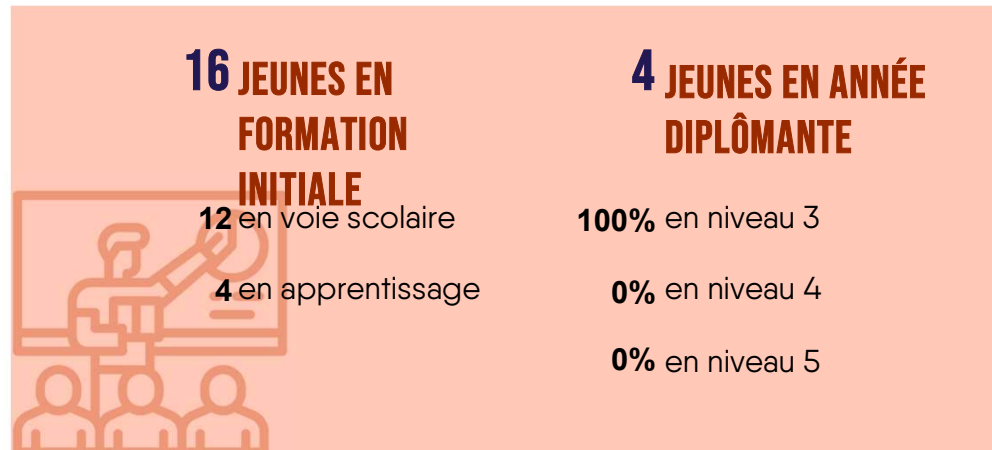 16 JEUNES EN
FORMATION
INITIALE
12 en voie scolaire
4 en apprentissage
4 JEUNES EN ANNÉE
DIPLÔMANTE
100% en niveau 3
0% en niveau 4
0% en niveau 5